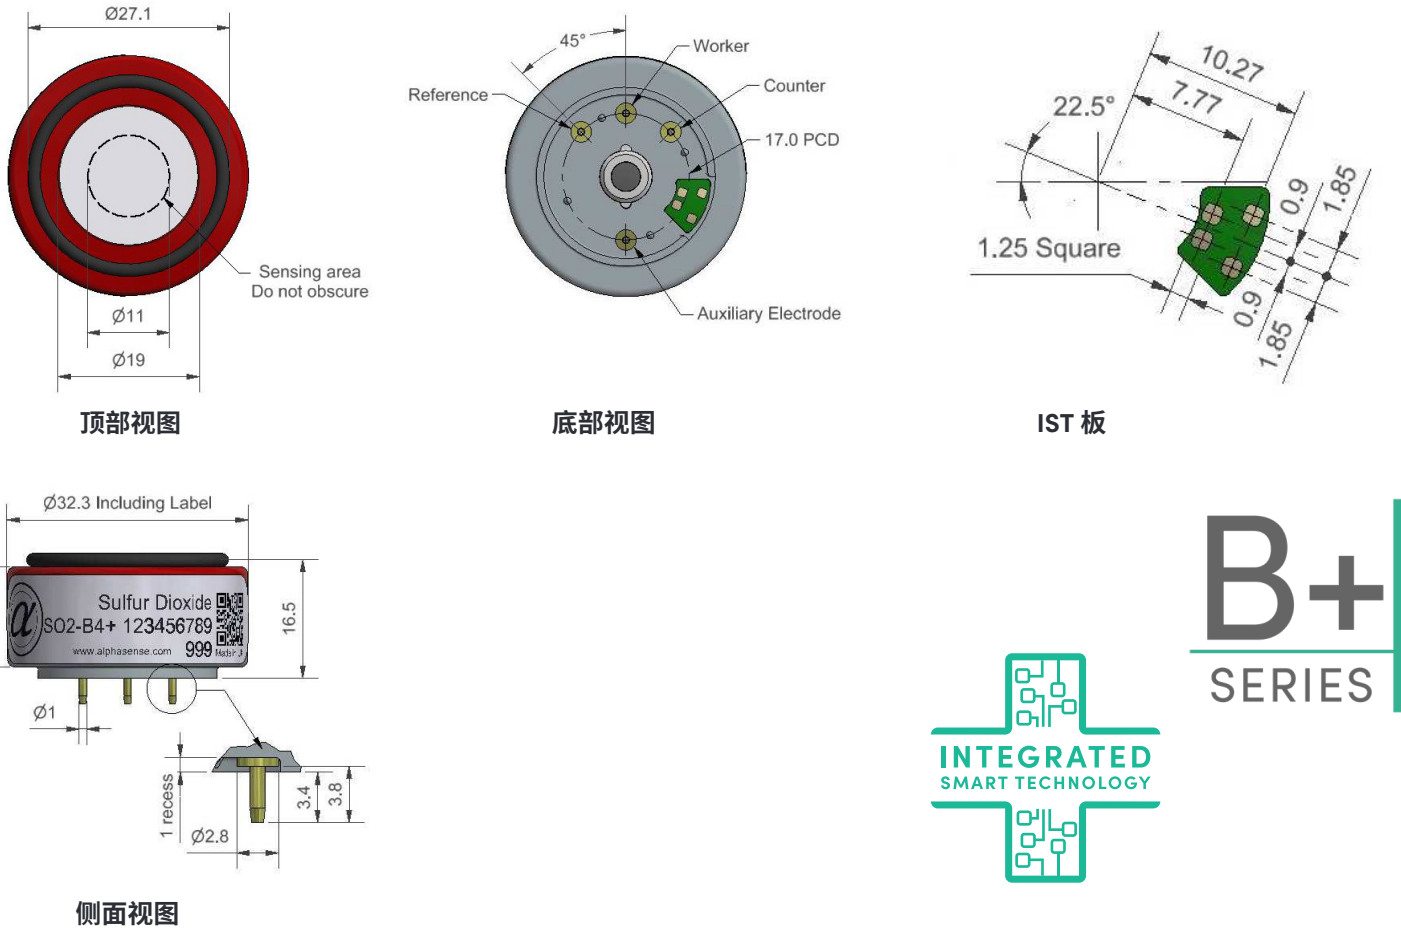 Ø27.1
Sensing area
Do not obscure
Ø11
Ø19
顶部视图
45°
Worker
Reference
Counter
17.0 PCD
Auxiliary Electrode
底部视图
10.27
7.77
22.5°
0.9
1.85
1.25 Square
0.9
1.85
IST 板
Ø32.3 Including Label
α
Sulfur Dioxide
SO2-B4+ 123456789
www.alphasense.com 999
16.5
Ø1
1 recess
3.4
3.8
Ø2.8
侧面视图
B+
SERIES
INTEGRATED
SMART TECHNOLOGY